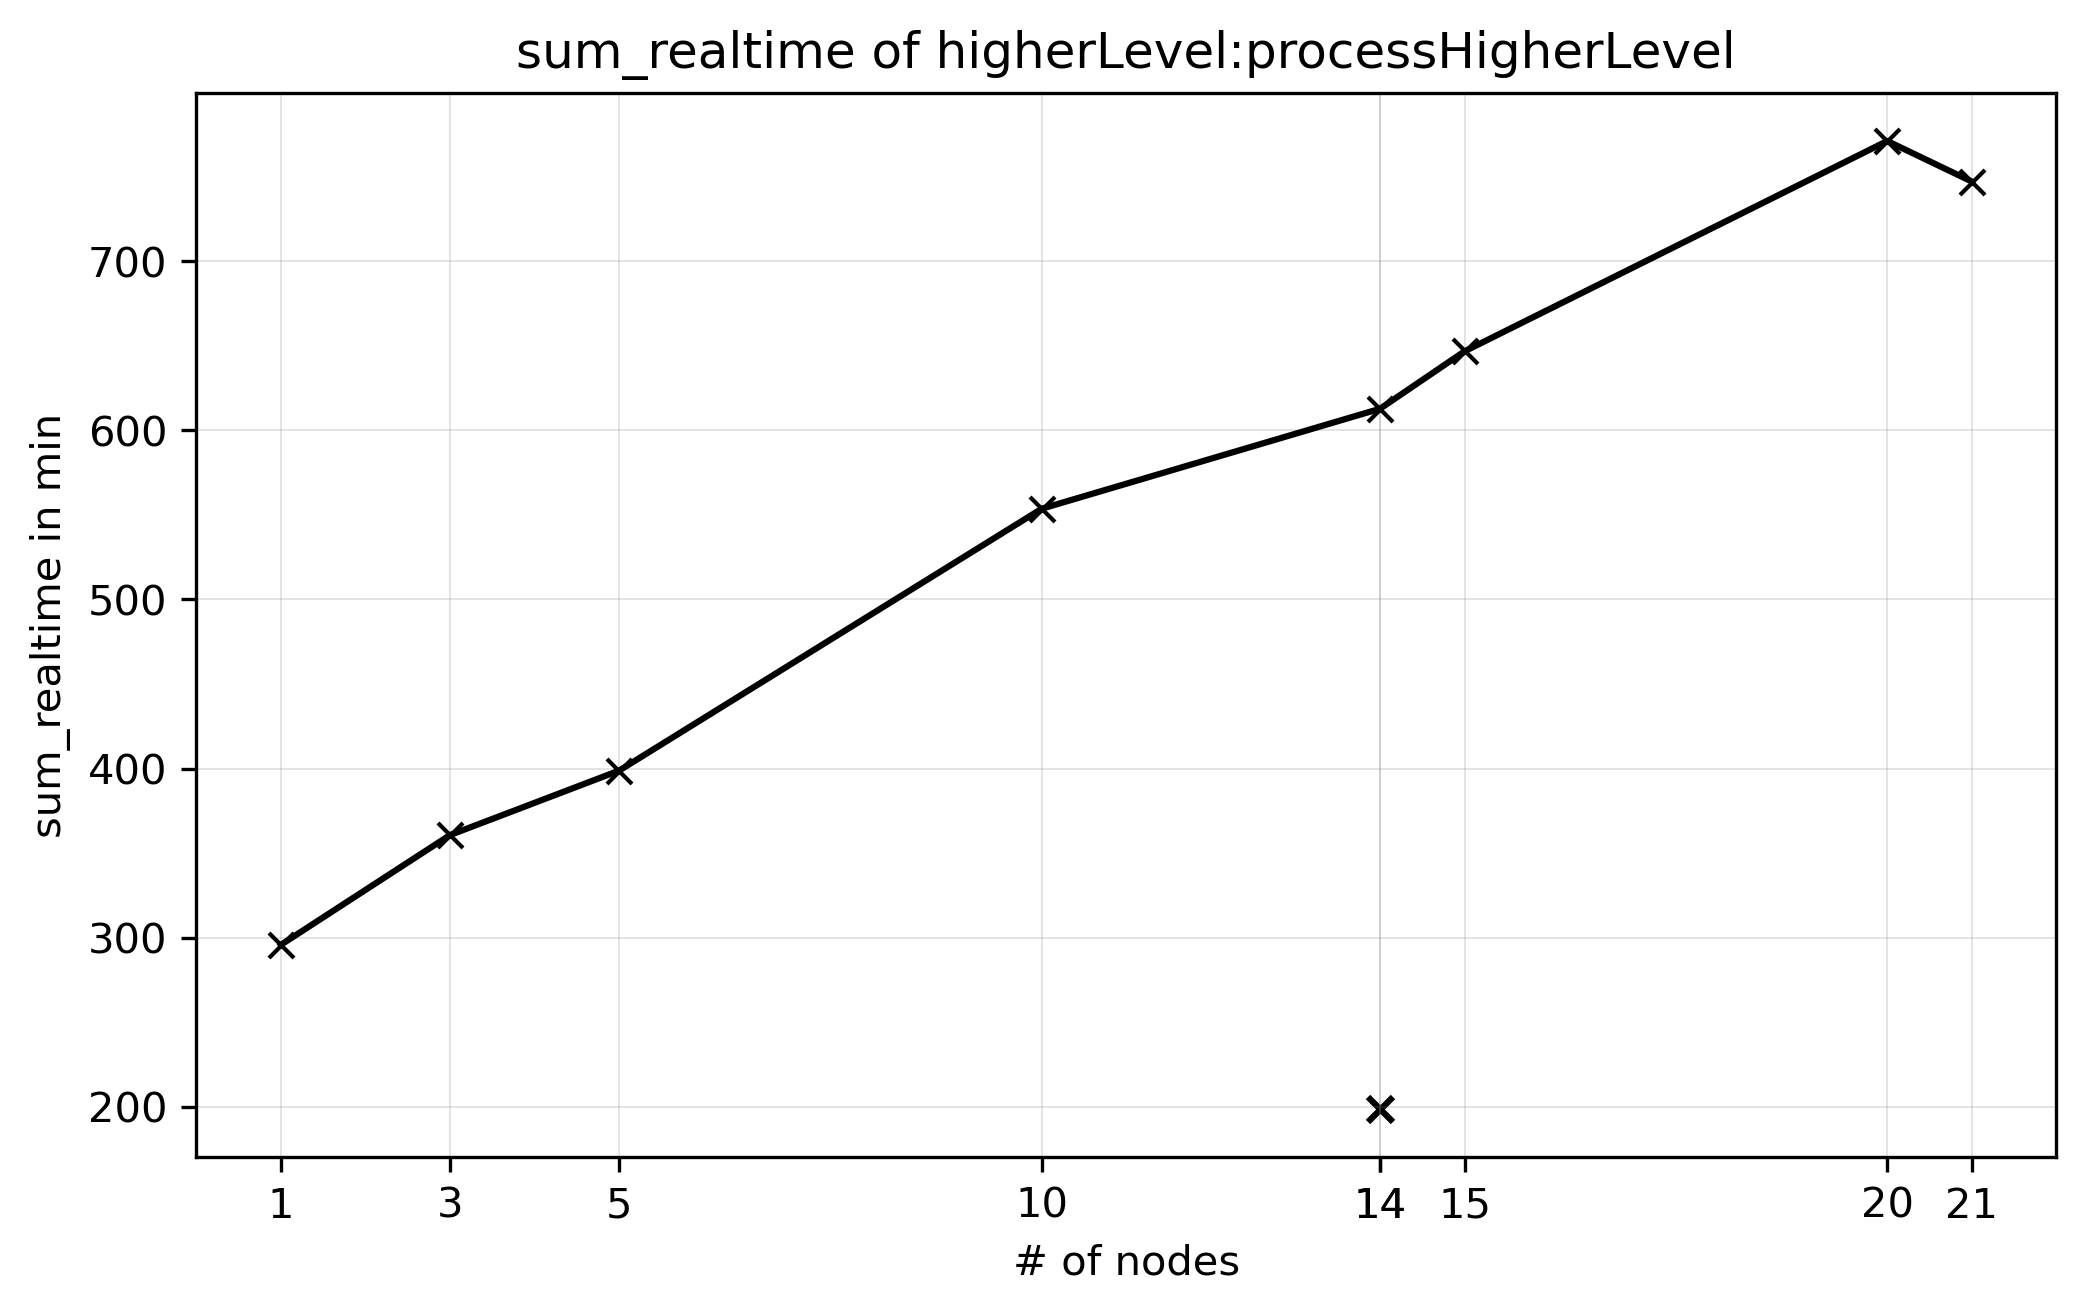 sum_realtime of higherLevel:processHigherLevel
sum_realtime in min
700
600
500
400
300
200
1 3 5 10 14 15 20 21
# of nodes